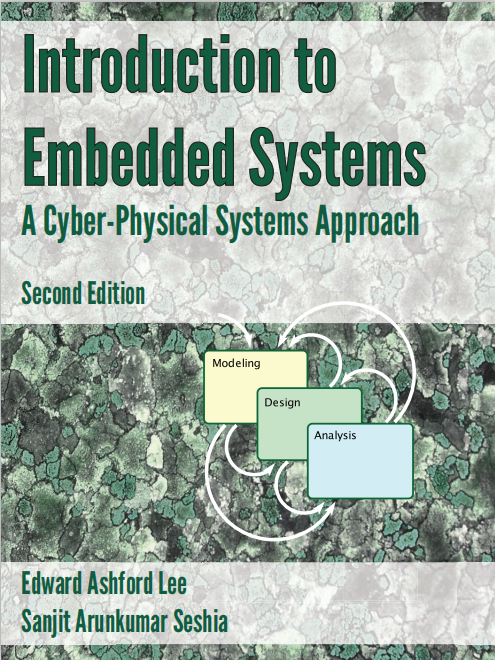 Introduction to
Embedded Systems
A Cyber-Physical Systems Approach
Second Edition
Modeling
Design
Analysis
Edward Ashford Lee
Sanjit Arunkumar Seshia